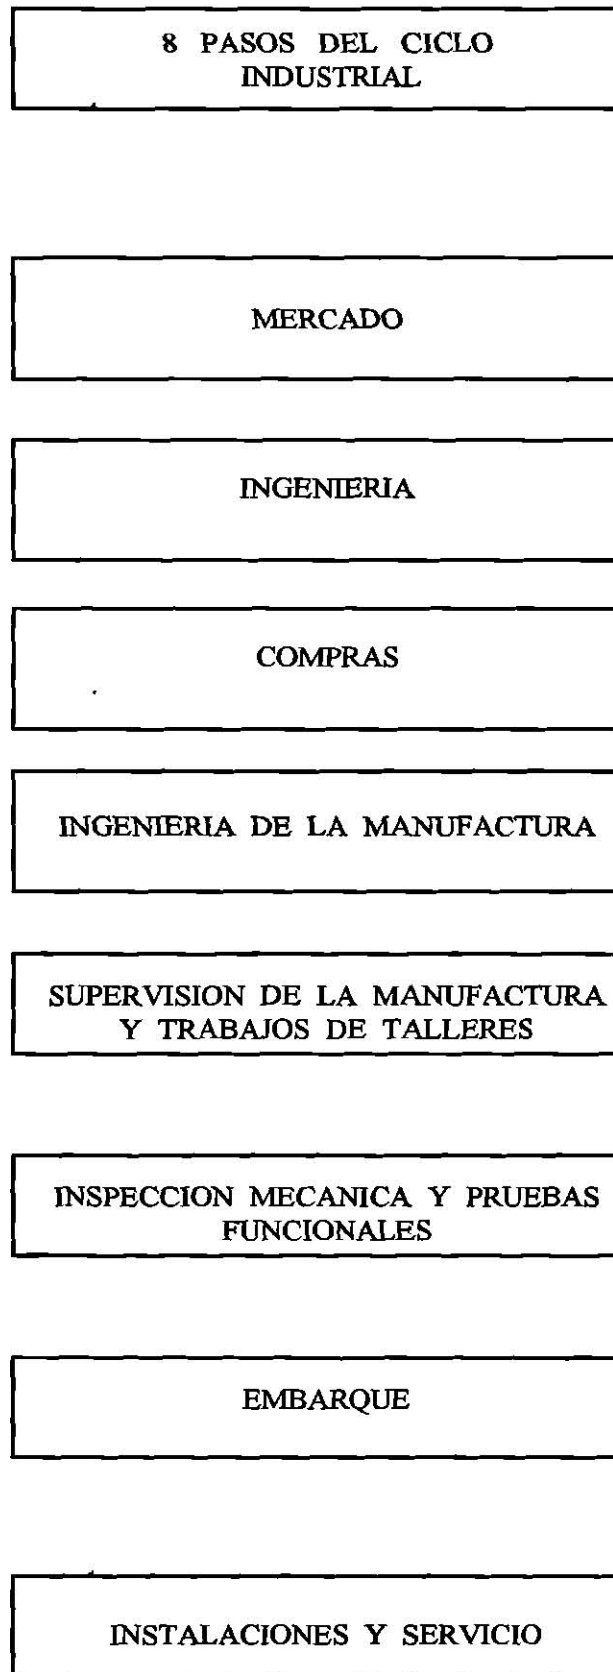 8 PASOS DEL CICLO
INDUSTRIAL
MERCADO
INGENIERIA
COMPRAS
INGENIERIA DE LA MANUFACTURA
SUPERVISION DE LA MANUFACTURA
Y TRABAJOS DE TALLERES
INSPECCION MECANICA Y PRUEBAS
FUNCIONALES
EMBARQUE
INSTALACIONES Y SERVICIO